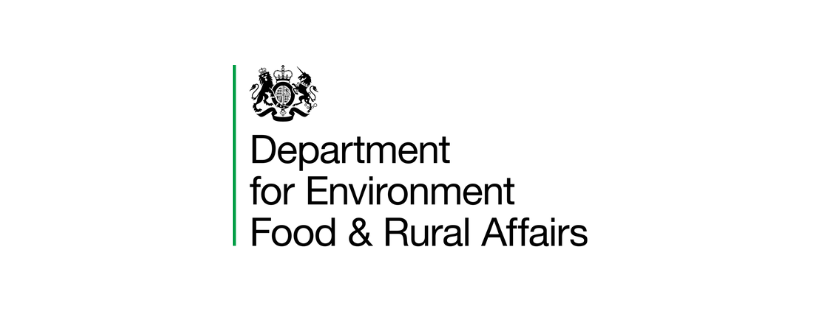 Department
for Environment
Food & Rural Affairs